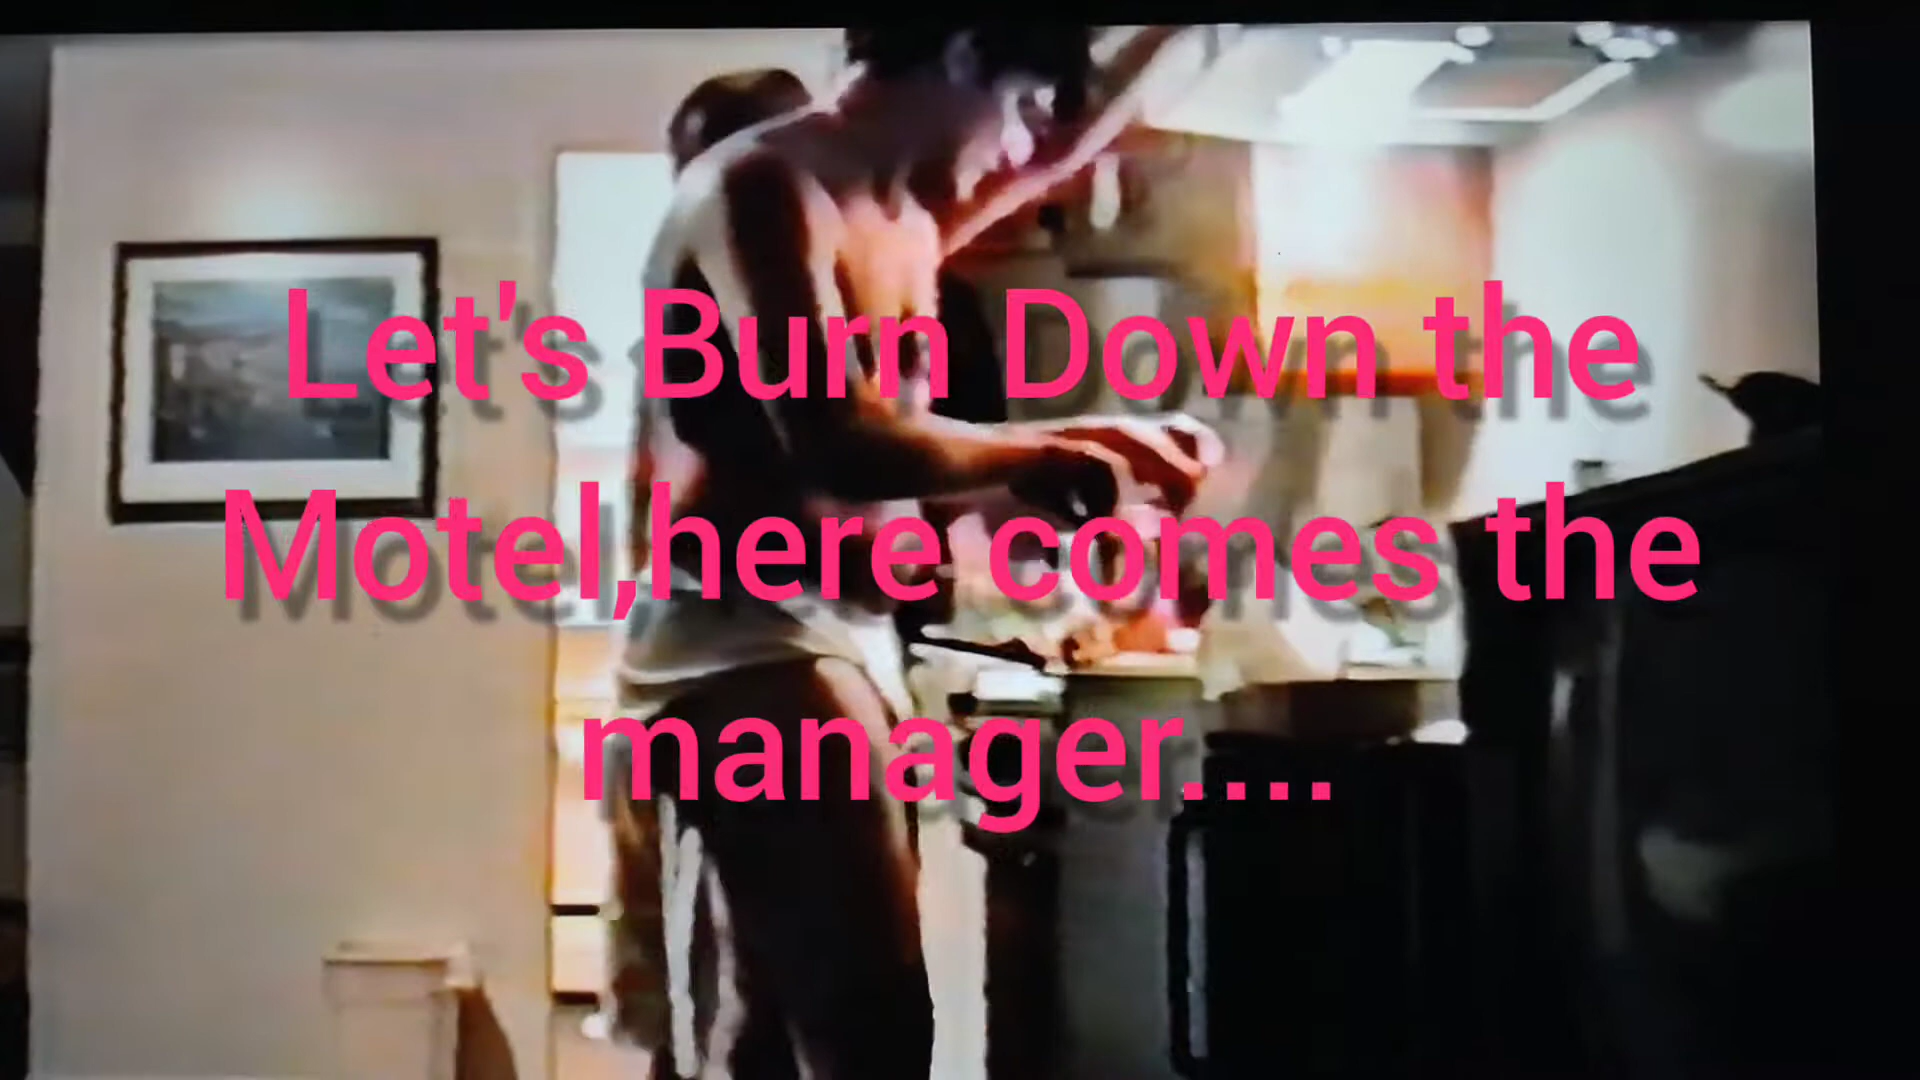 Let's Burn Down the
Motel,here comes the
manager....